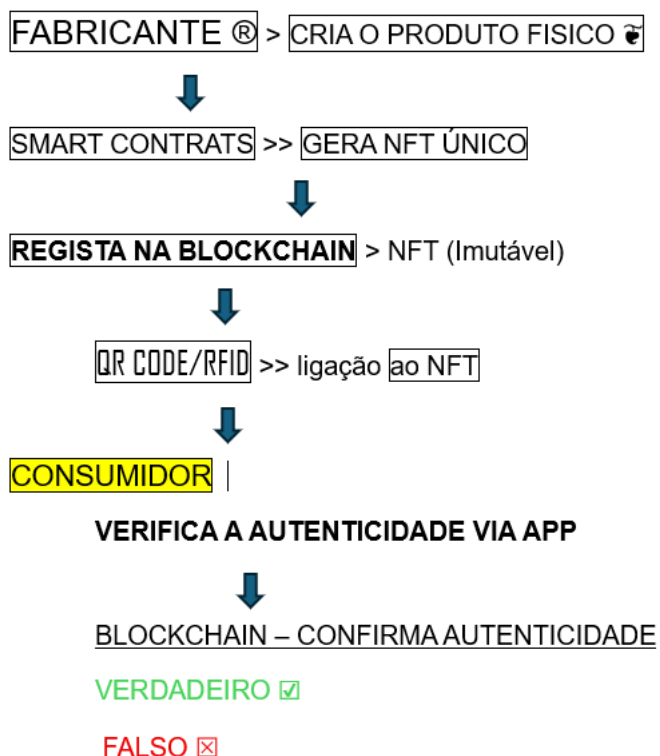 FABRICANTE ® > CRIA O PRODUTO FISICO ❦
SMART CONTRATS >> GERA NFT ÚNICO
REGISTA NA BLOCKCHAIN > NFT (Imutável)
QR CODE/RFID >> ligação ao NFT
CONSUMIDOR |
VERIFICA A AUTENTICIDADE VIA APP
BLOCKCHAIN – CONFIRMA AUTENTICIDADE
VERDADEIRO ☑
FALSO ☒